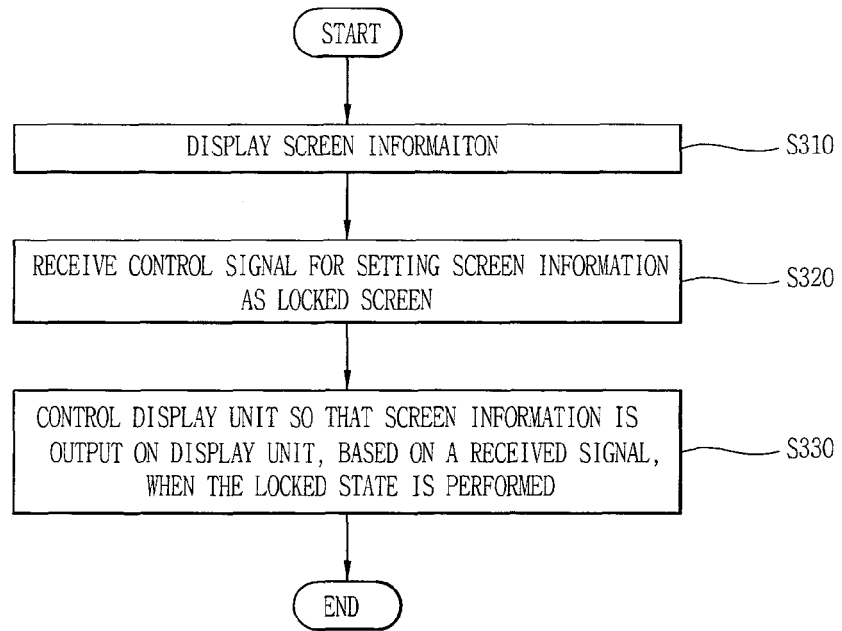 START
DISPLAY SCREEN INFORMAITON
S310
RECEIVE CONTROL SIGNAL FOR SETTING SCREEN INFORMATION
AS LOCKED SCREEN
S320
CONTROL DISPLAY UNIT SO THAT SCREEN INFORMATION IS
OUTPUT ON DISPLAY UNIT, BASED ON A RECEIVED SIGNAL,
WHEN THE LOCKED STATE IS PERFORMED
S330
END